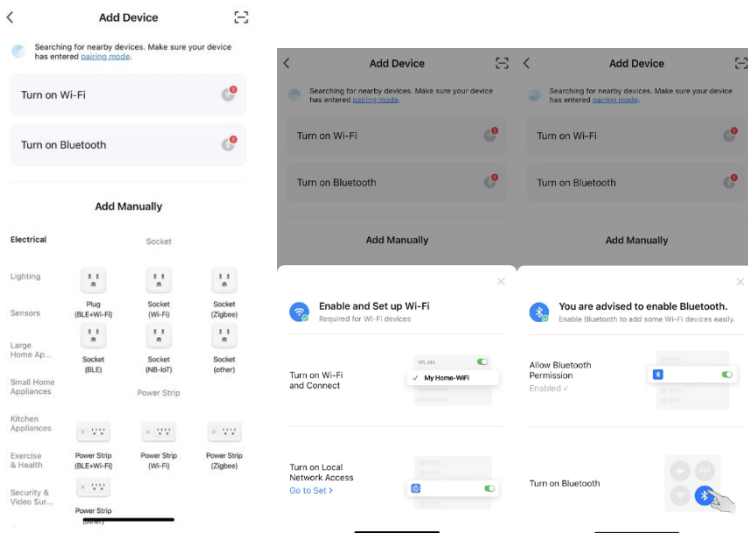 Add Device
Searching for nearby devices. Make sure your device
has entered pairing mode.
Turn on Wi-Fi
Turn on Bluetooth
Add Manually
Electrical
Lighting
Sensors
Large
Home Ap...
Small Home
Appliances
Kitchen
Appliances
Exercise
& Health
Security &
Video Sur...
Socket
Plug
(BLE+Wi-Fi)
Socket
(Wi-Fi)
Socket
(Zigbee)
Socket
(BLE)
Socket
(NB-IoT)
Socket
(other)
Power Strip
Power Strip
(BLE+Wi-Fi)
Power Strip
(Wi-Fi)
Power Strip
(Zigbee)
Power Strip
(other)
Add Device
Searching for nearby devices. Make sure your device
has entered pairing mode.
Turn on Wi-Fi
Turn on Bluetooth
Add Manually
Enable and Set up Wi-Fi
Required for Wi-Fi devices
Turn on Wi-Fi
and Connect
WLAN
✓ My Home-WiFi
Turn on Local
Network Access
Go to Set >
Add Device
Searching for nearby devices. Make sure your device
has entered pairing mode.
Turn on Wi-Fi
Turn on Bluetooth
Add Manually
You are advised to enable Bluetooth.
Enable Bluetooth to add some Wi-Fi devices easily.
Allow Bluetooth
Permission
Enabled ✓
Turn on Bluetooth